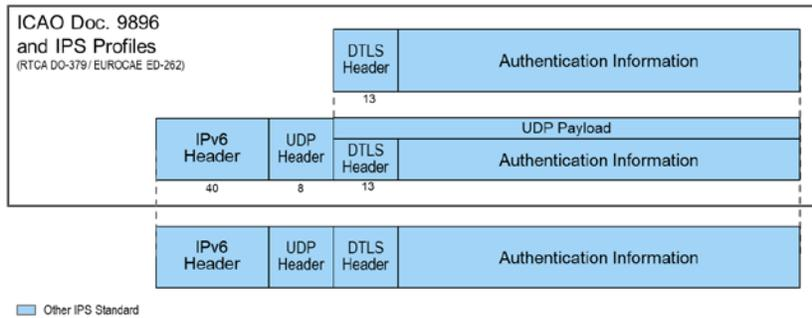 ICAO Doc. 9896
and IPS Profiles
(RTCA DO-379/ EUROCAE ED-262)
DTLS
Header
Authentication Information
13
IPv6
Header
UDP
Header
UDP Payload
DTLS
Header
Authentication Information
40
8
13
IPv6
Header
UDP
Header
DTLS
Header
Authentication Information
Other IPS Standard